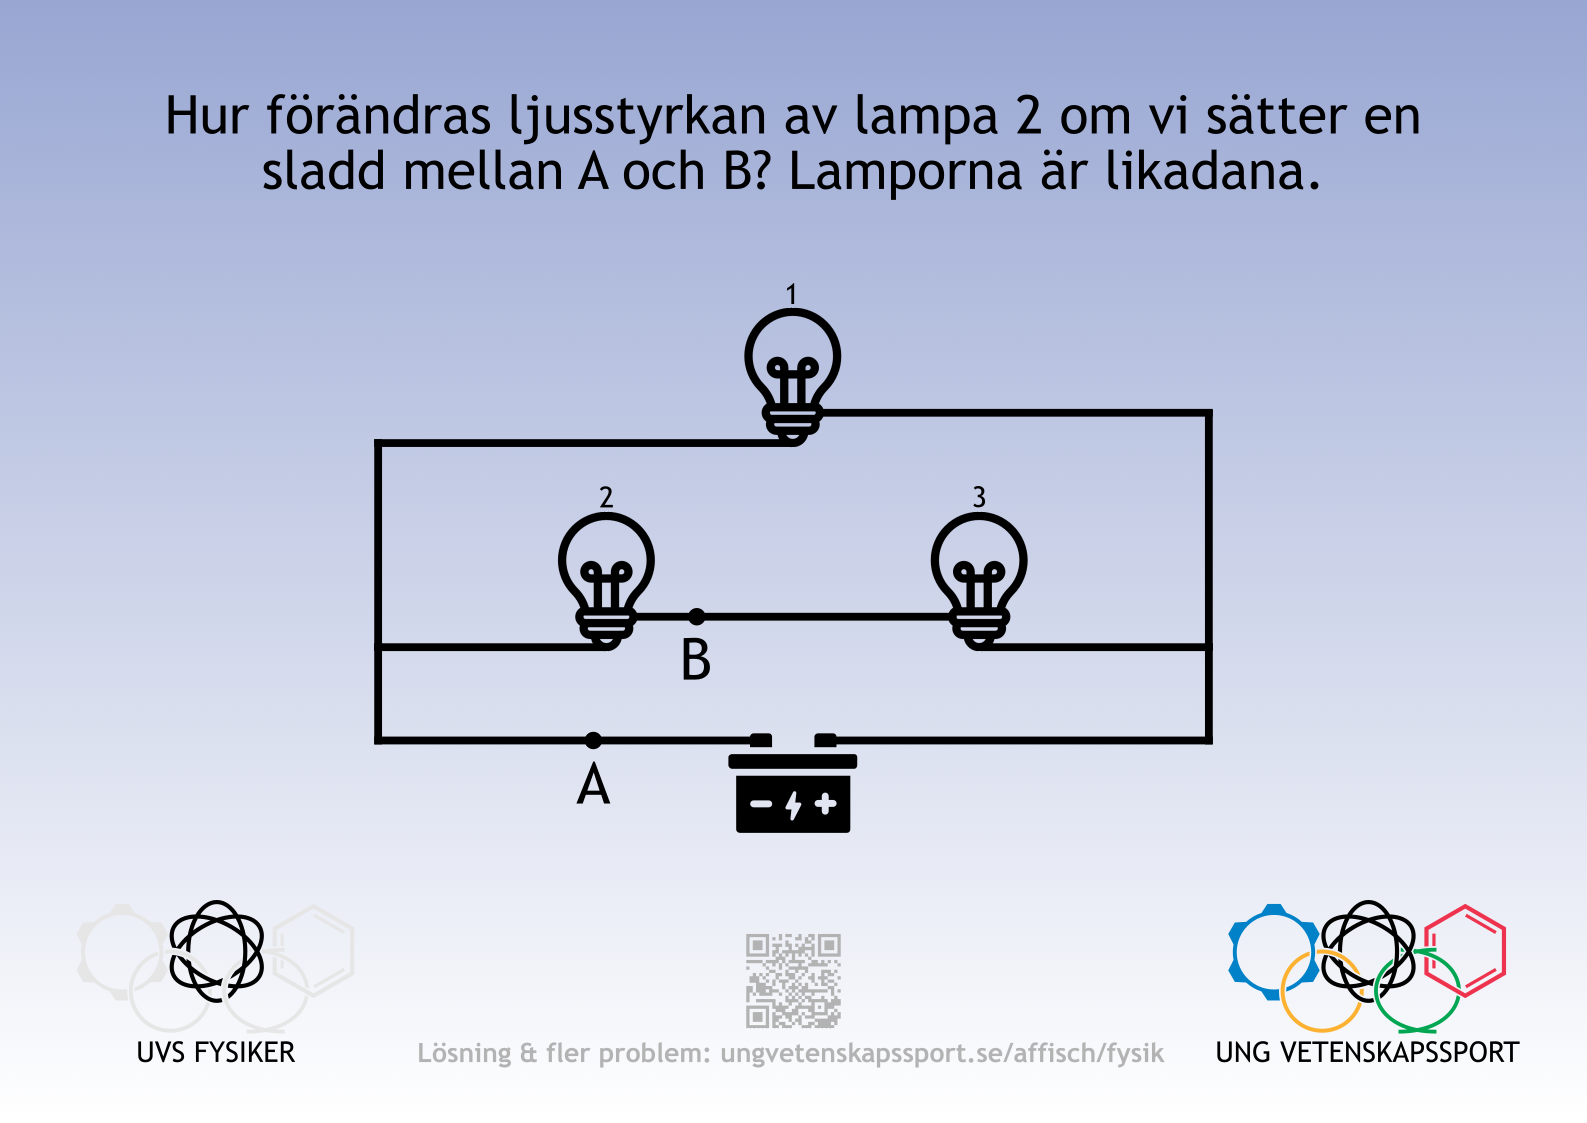 Hur förändras ljusstyrkan av lampa 2 om vi sätter en
sladd mellan A och B? Lamporna är likadana.
1
2
3
B
A
UVS FYSIKER
Lösning & fler problem: ungvetenskapssport.se/affisch/fysik
UNG VETENSKAPSSPORT